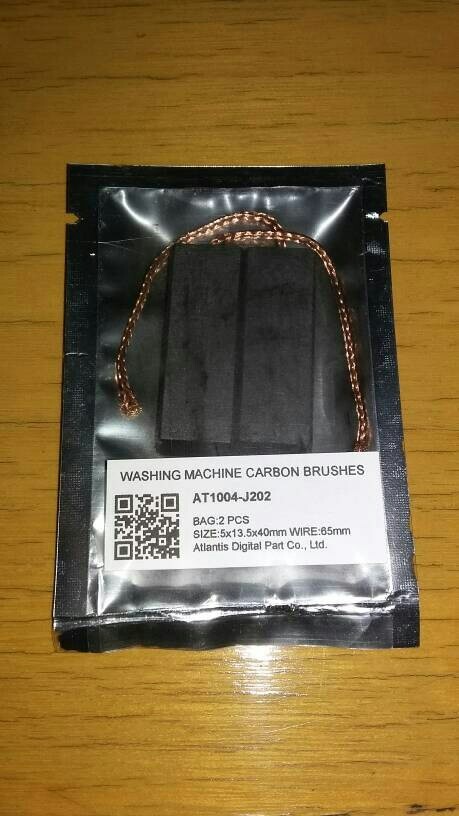 WASHING MACHINE CARBON BRUSHES
AT1004-J202
BAG:2 PCS
SIZE:5x13.5x40mm WIRE:65mm
Atlantis Digital Part Co., Ltd.